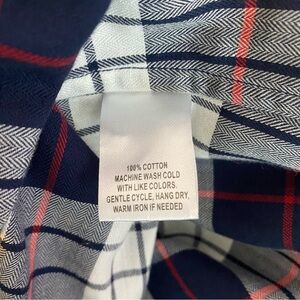 100% COTTON
MACHINE WASH COLD
WITH LIKE COLORS.
GENTLE CYCLE, HANG DRY,
WARM IRON IF NEEDED